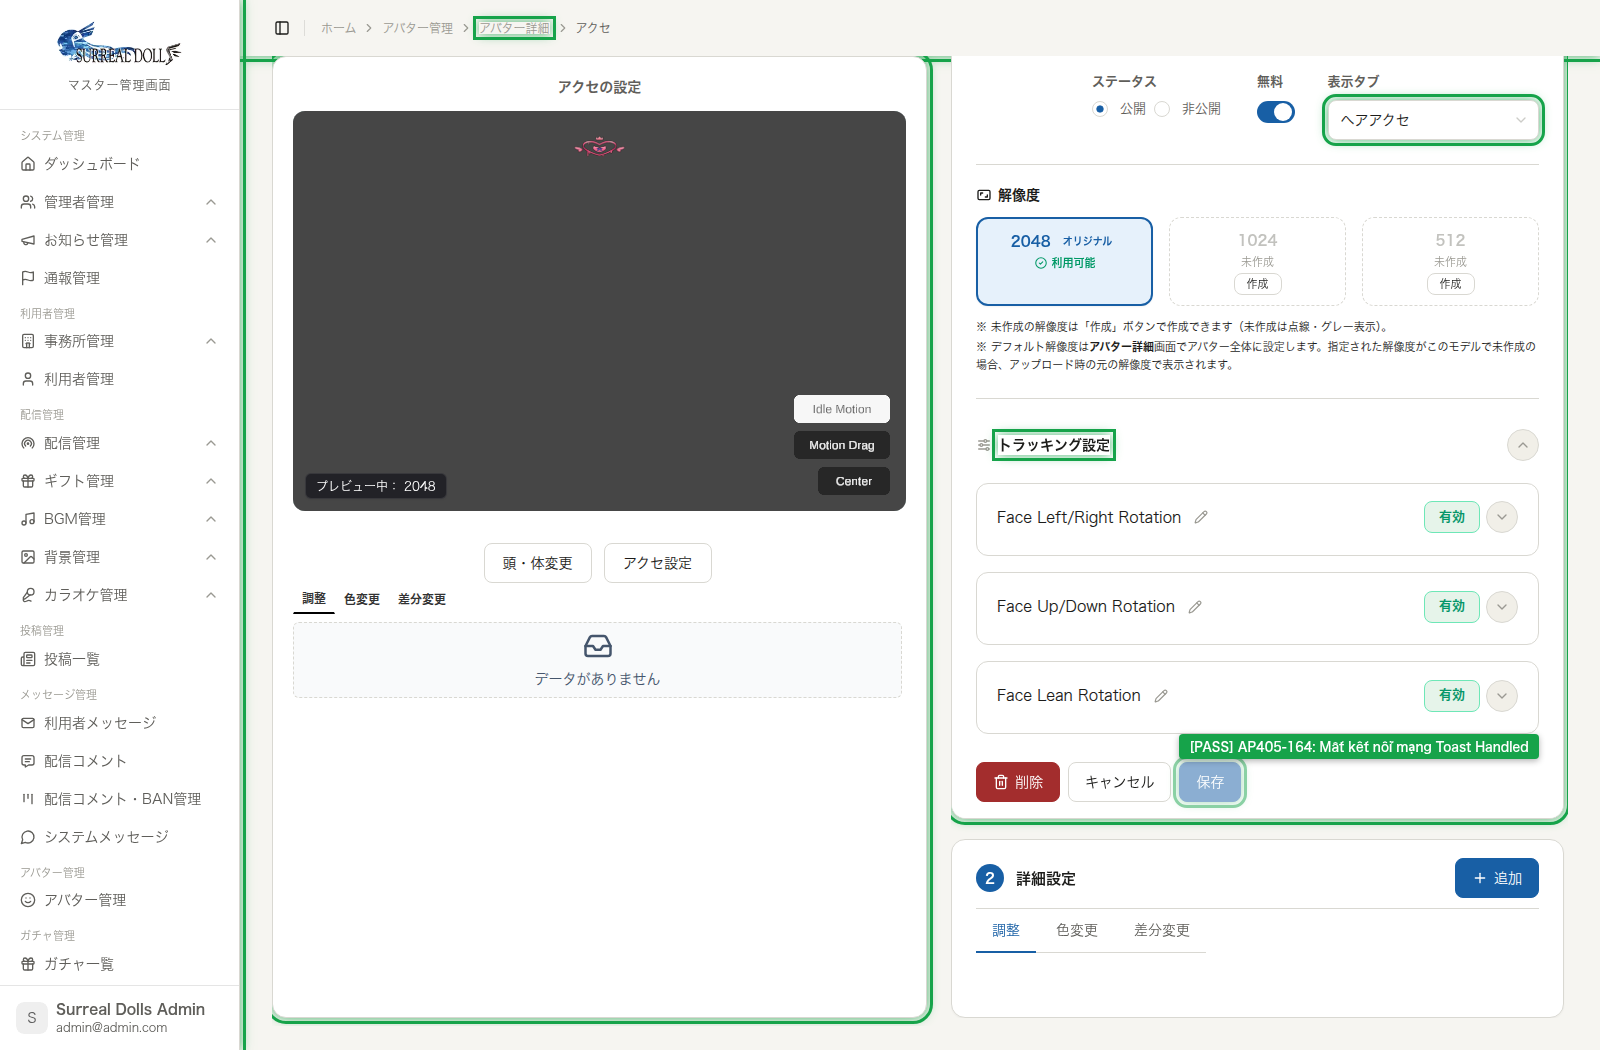 SURREAL DOLLS
マスター管理画面
システム管理
ダッシュボード
管理者管理
お知らせ管理
通報管理
利用者管理
事務所管理
利用者管理
配信管理
配信管理
ギフト管理
BGM管理
背景管理
カラオケ管理
投稿管理
投稿一覧
メッセージ管理
利用者メッセージ
配信コメント
配信コメント・BAN管理
システムメッセージ
アバター管理
アバター管理
ガチャ管理
ガチャ一覧
S
Surreal Dolls Admin
admin@admin.com
ホーム > アバター管理 > アバター詳細 > アクセ
アクセの設定
Idle Motion
Motion Drag
Center
プレビュー中： 2048
頭・体変更 アクセ設定
調整 色変更 差分変更
データがありません
ステータス 無料 表示タブ
公開 非公開 ヘアアクセ
解像度
2048 オリジナル
利用可能
1024
未作成
作成
512
未作成
作成
※ 未作成の解像度は「作成」ボタンで作成できます（未作成は点線・グレー表示）。
※ デフォルト解像度はアバター詳細画面でアバター全体に設定します。指定された解像度がこのモデルで未作成の
場合、アップロード時の元の解像度で表示されます。
トラッキング設定
Face Left/Right Rotation 有効
Face Up/Down Rotation 有効
Face Lean Rotation 有効
[PASS] AP405-164: Mất kết nối mạng Toast Handled
削除 キャンセル 保存
2 詳細設定 + 追加
調整 色変更 差分変更